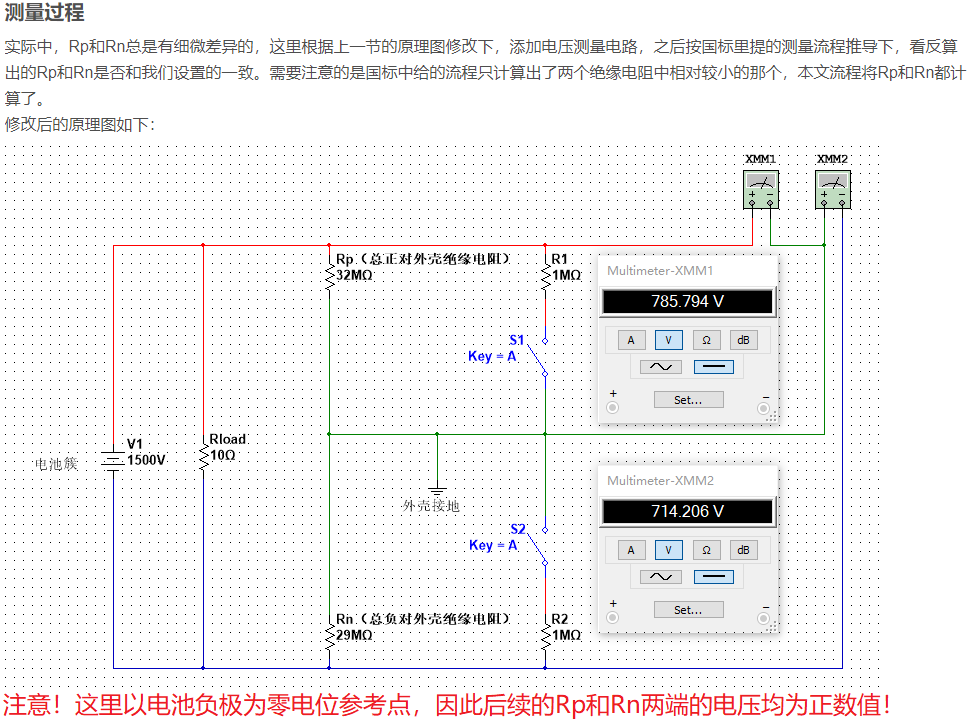 测量过程
实际中，Rp和Rn总是有细微差异的，这里根据上一节的原理图修改下，添加电压测量电路，之后按国标里提的测量流程推导下，看反算
出的Rp和Rn是否和我们设置的一致。需要注意的是国标中给的流程只计算出了两个绝缘电阻中相对较小的那个，本文流程将Rp和Rn都计
算了。
修改后的原理图如下：
XMM1
XMM2
Rp（总正对外壳绝缘电阻）
32MΩ
R1
1MΩ
Multimeter-XMM1
785.794 V
A V Ω dB
Set...
+
−
S1
Key = A
V1
1500V
电池簇
Rload
10Ω
外壳接地
Multimeter-XMM2
714.206 V
A V Ω dB
Set...
+
−
S2
Key = A
Rn（总负对外壳绝缘电阻）
29MΩ
R2
1MΩ
注意！这里以电池负极为零电位参考点，因此后续的Rp和Rn两端的电压均为正数值！